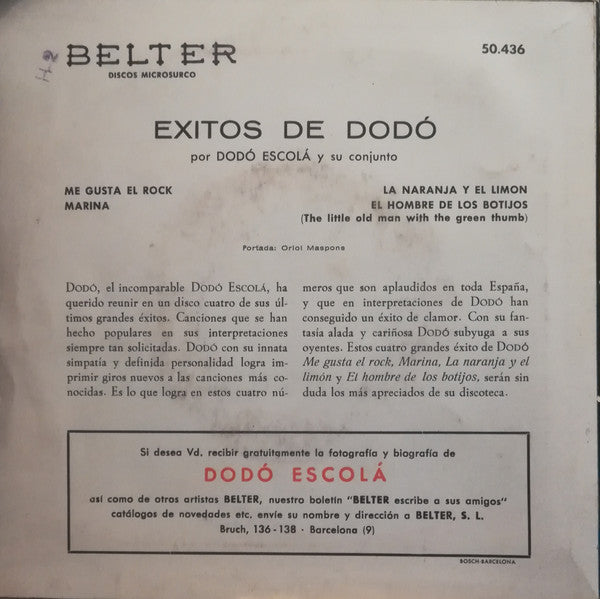 H2
BELTER
DISCOS MICROSURCO
50.436
EXITOS DE DODÓ
por DODÓ ESCOLÁ y su conjunto
ME GUSTA EL ROCK
MARINA
LA NARANJA Y EL LIMON
EL HOMBRE DE LOS BOTIJOS
(The little old man with the green thumb)
Portada: Oriol Maspons
DODÓ, el incomparable DODÓ ESCOLÁ, ha
querido reunir en un disco cuatro de sus úl-
timos grandes éxitos. Canciones que se han
hecho populares en sus interpretaciones
siempre tan solicitadas. DODÓ con su innata
simpatía y definida personalidad logra im-
primir giros nuevos a las canciones más co-
nocidas. Es lo que logra en estos cuatro nú-
meros que son aplaudidos en toda España,
y que en interpretaciones de DODÓ han
conseguido un éxito de clamor. Con su fan-
tasía alada y cariñosa DODÓ subyuga a sus
oyentes. Estos cuatro grandes éxito de DODÓ
Me gusta el rock, Marina, La naranja y el
limón y El hombre de los botijos, serán sin
duda los más apreciados de su discoteca.
Si desea Vd. recibir gratuitamente la fotografía y biografía de
DODÓ ESCOLÁ
así como de otros artistas BELTER, nuestro boletín "BELTER escribe a sus amigos"
catálogos de novedades etc. envíe su nombre y dirección a BELTER, S. L.
Bruch, 136-138 · Barcelona (9)
BOSCH-BARCELONA